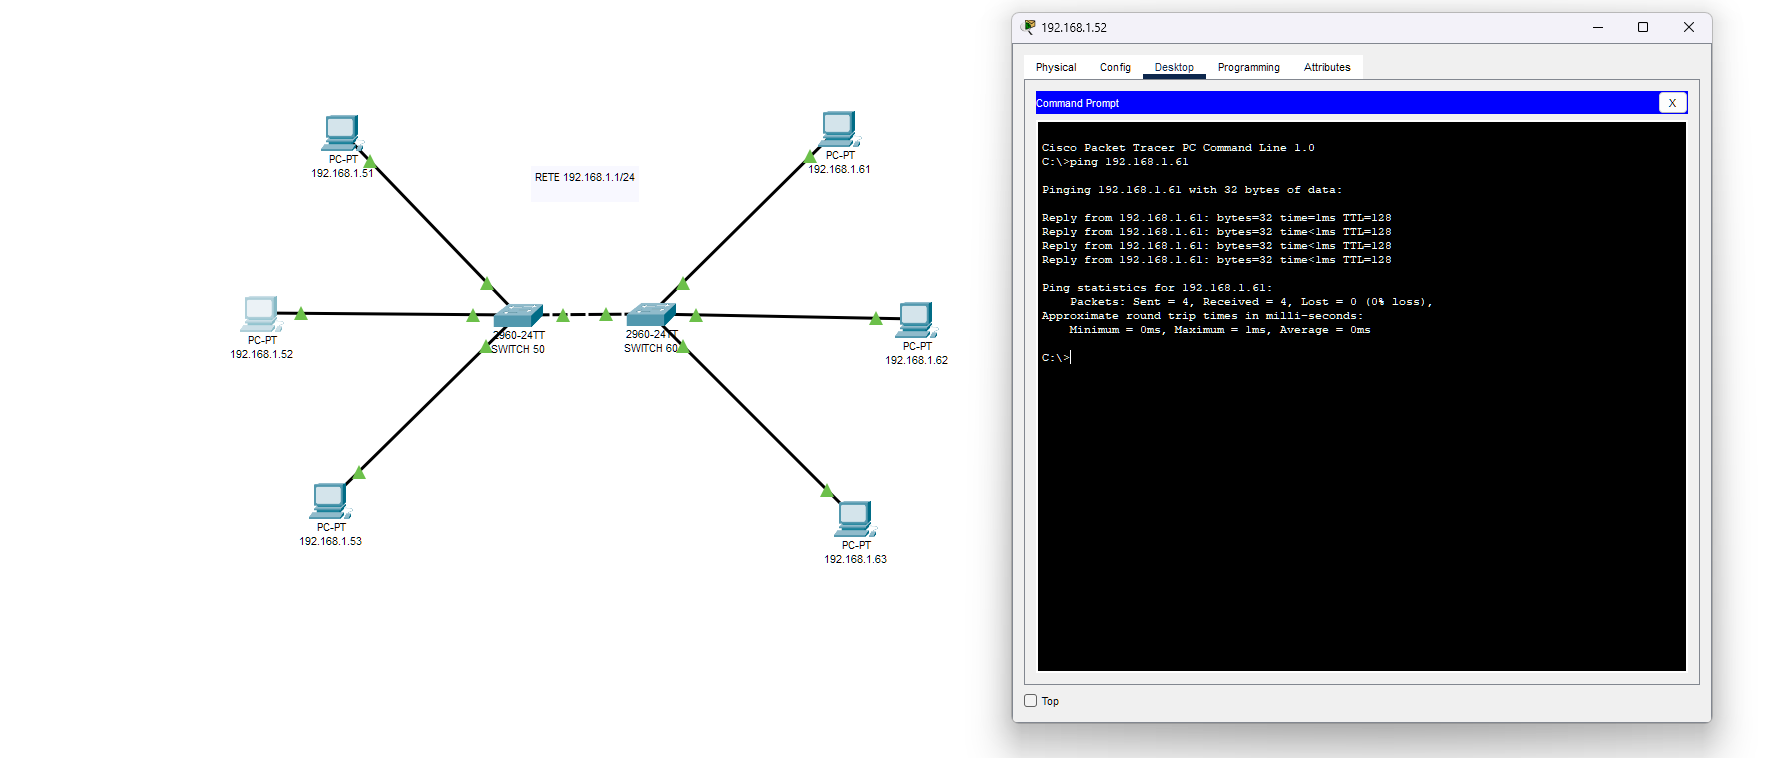 PC-PT
192.168.1.51
RETE 192.168.1.1/24
PC-PT
192.168.1.61
PC-PT
192.168.1.52
2960-24TT
SWITCH 50
2960-24TT
SWITCH 60
PC-PT
192.168.1.62
PC-PT
192.168.1.53
PC-PT
192.168.1.63
192.168.1.52
Physical Config Desktop Programming Attributes
Command Prompt X
Cisco Packet Tracer PC Command Line 1.0
C:\>ping 192.168.1.61
Pinging 192.168.1.61 with 32 bytes of data:
Reply from 192.168.1.61: bytes=32 time=1ms TTL=128
Reply from 192.168.1.61: bytes=32 time<1ms TTL=128
Reply from 192.168.1.61: bytes=32 time<1ms TTL=128
Reply from 192.168.1.61: bytes=32 time<1ms TTL=128
Ping statistics for 192.168.1.61:
Packets: Sent = 4, Received = 4, Lost = 0 (0% loss),
Approximate round trip times in milli-seconds:
Minimum = 0ms, Maximum = 1ms, Average = 0ms
C:\>
Top